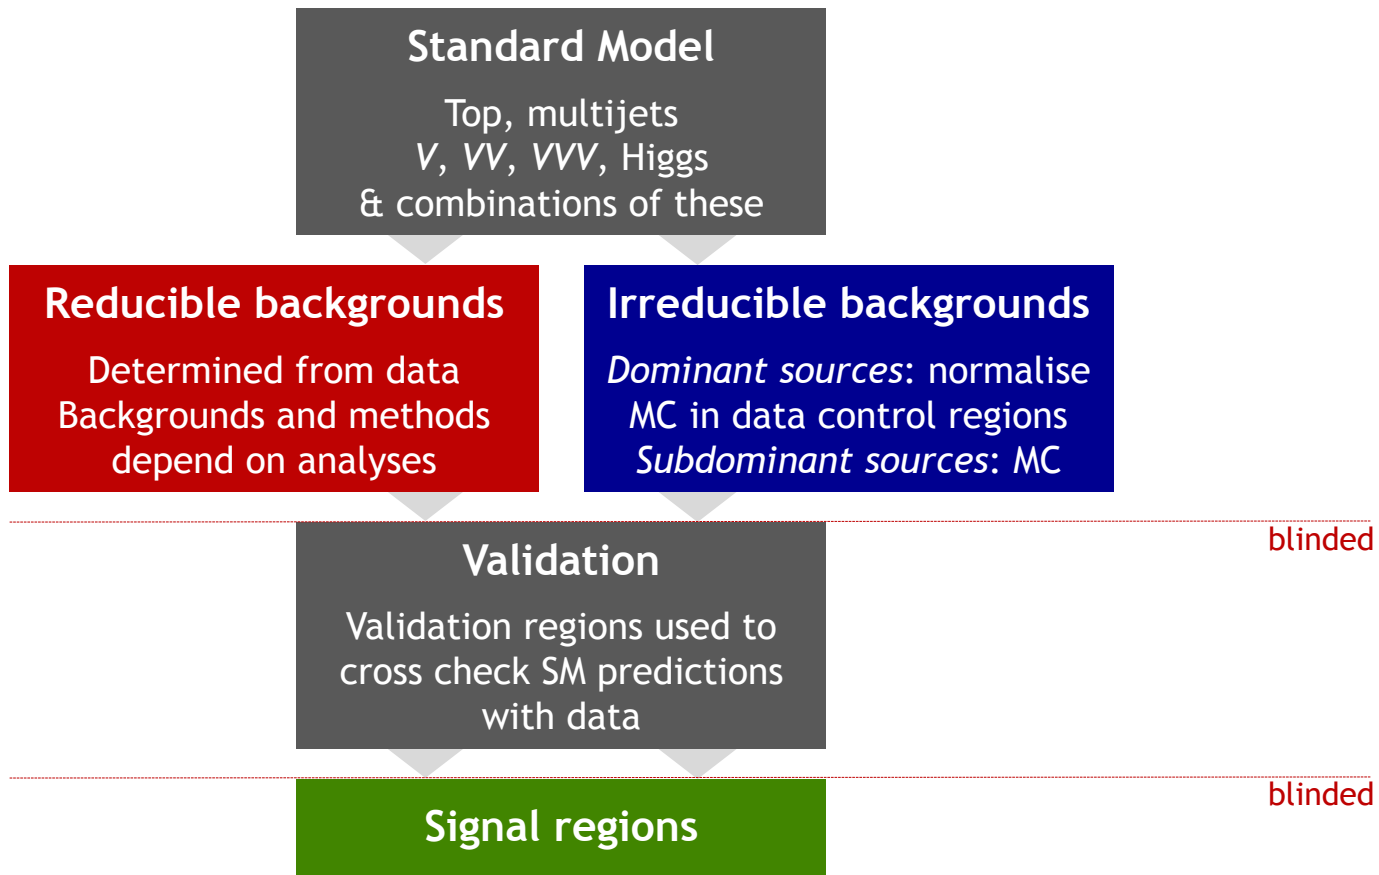 Standard Model
Top, multijets
V, VV, VVV, Higgs
& combinations of these
Reducible backgrounds
Determined from data
Backgrounds and methods
depend on analyses
Irreducible backgrounds
Dominant sources: normalise
MC in data control regions
Subdominant sources: MC
blinded
Validation
Validation regions used to
cross check SM predictions
with data
blinded
Signal regions